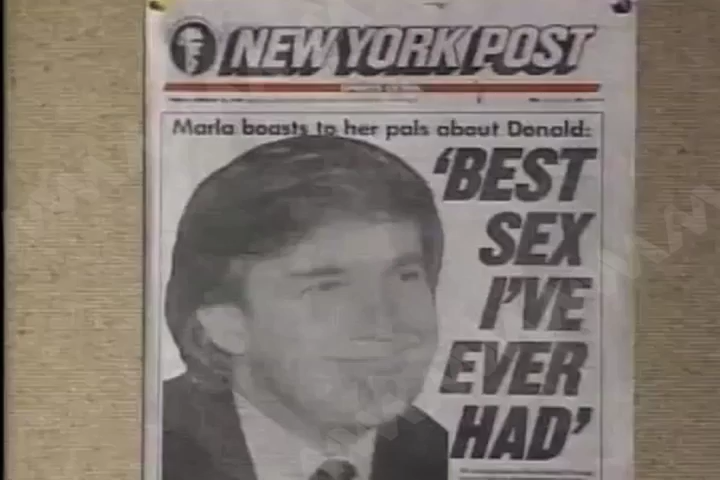 NEW YORK POST
Marla boasts to her pals about Donald:
'BEST
SEX
I'VE
EVER
HAD'